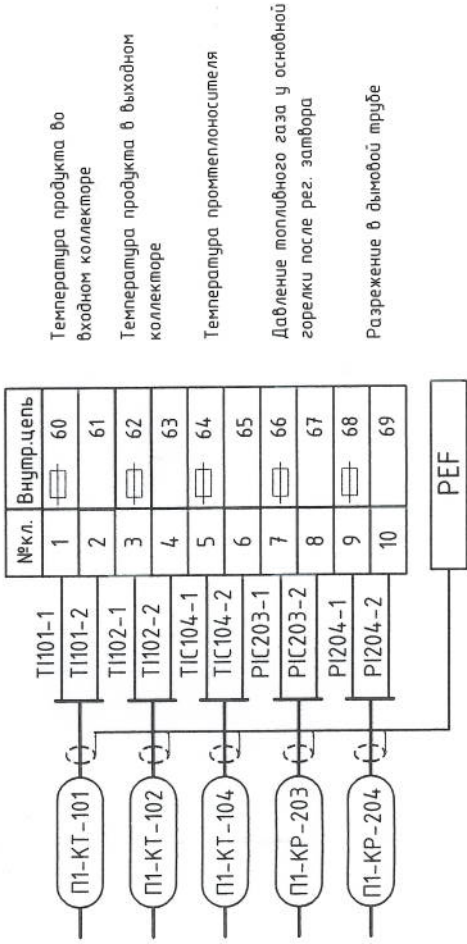 №кл. Внутр.цепь
П1-КТ-101 TI101-1 1 60 Температура продукта во
входном коллекторе
TI101-2 2 61
П1-КТ-102 TI102-1 3 62 Температура продукта в выходном
коллекторе
TI102-2 4 63
П1-КТ-104 TIC104-1 5 64 Температура промтеплоносителя
TIC104-2 6 65
П1-КР-203 PIC203-1 7 66 Давление топливного газа у основной
горелки после рег. затвора
PIC203-2 8 67
П1-КР-204 PI204-1 9 68 Разрежение в дымовой трубе
PI204-2 10 69
PEF